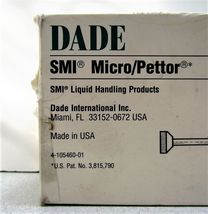 DADE
SMI® Micro/Pettor®*
SMI® Liquid Handling Products
Dade International Inc.
Miami, FL 33152-0672 USA
Made in USA
4-105460-01
*U.S. Pat. No. 3,815,790